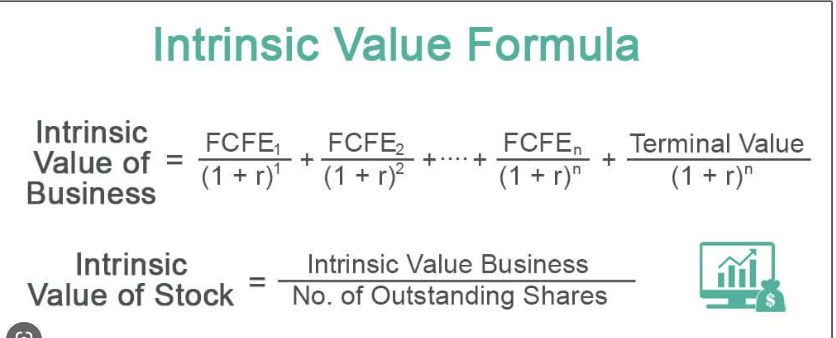 Intrinsic Value Formula
Intrinsic
Value of
Business
= FCFE₁ / (1 + r)¹ + FCFE₂ / (1 + r)² + ···· + FCFEₙ / (1 + r)ⁿ + Terminal Value / (1 + r)ⁿ
Intrinsic
Value of Stock
= Intrinsic Value Business / No. of Outstanding Shares
$